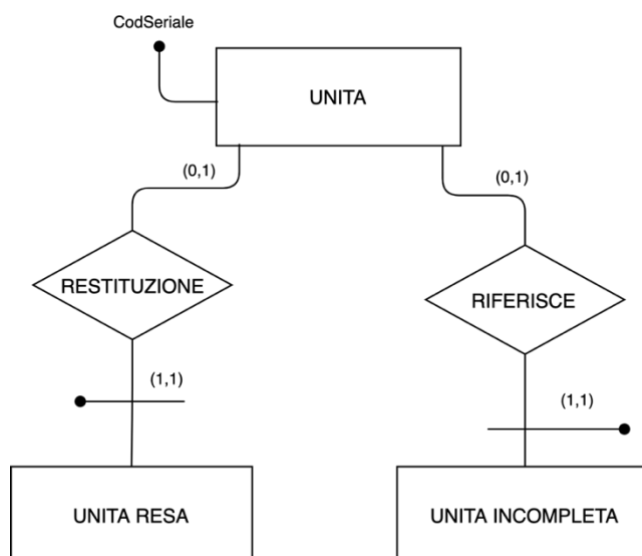 CodSeriale
UNITA
(0,1)
(0,1)
RESTITUZIONE
RIFERISCE
(1,1)
(1,1)
UNITA RESA
UNITA INCOMPLETA